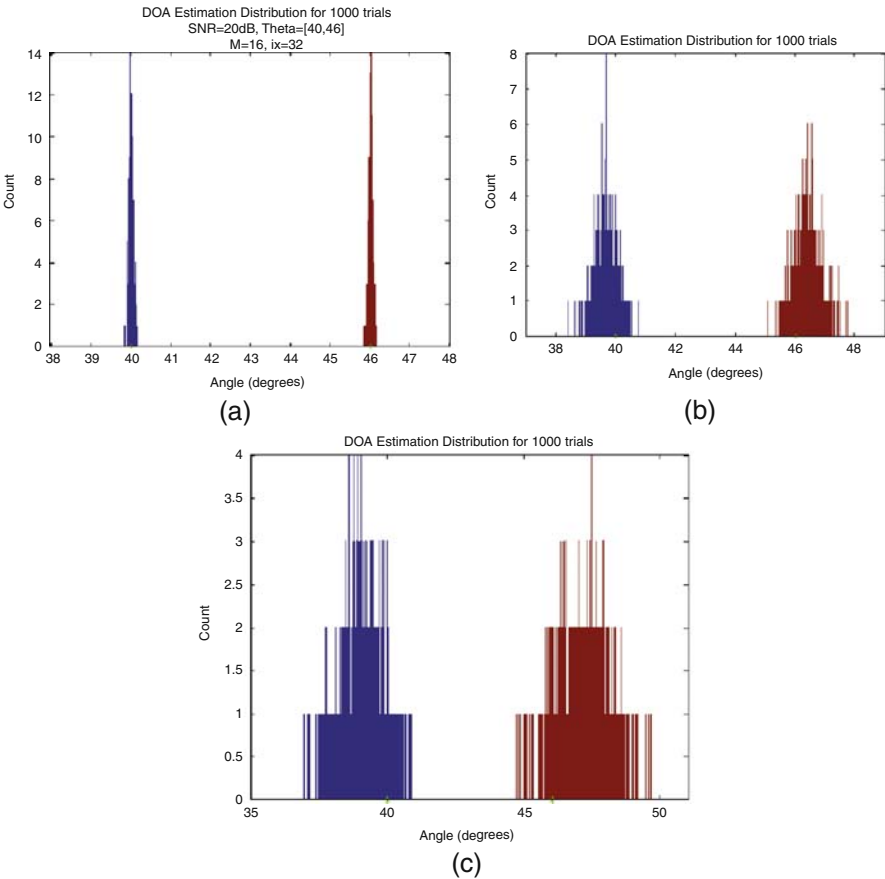 DOA Estimation Distribution for 1000 trials
SNR=20dB, Theta=[40,46]
M=16, ix=32
14
12
10
8
6
4
2
0
Count
38 39 40 41 42 43 44 45 46 47 48
Angle (degrees)
(a)
DOA Estimation Distribution for 1000 trials
8
7
6
5
4
3
2
1
0
Count
38 40 42 44 46 48
Angle (degrees)
(b)
DOA Estimation Distribution for 1000 trials
4
3.5
3
2.5
2
1.5
1
0.5
0
Count
35 40 45 50
Angle (degrees)
(c)